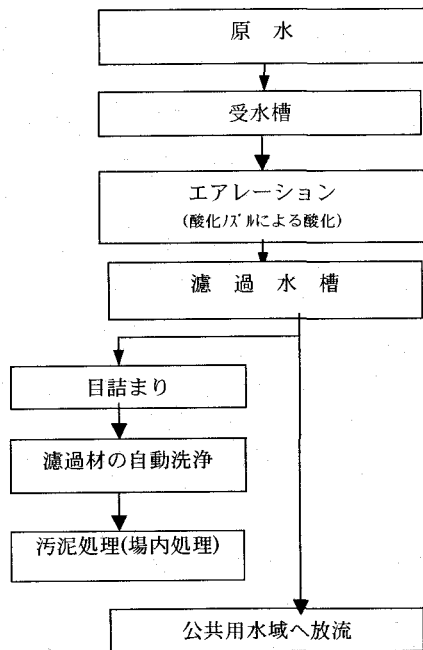 原 水
受水槽
エアレーション
(酸化ﾉｽﾞﾙによる酸化)
濾 過 水 槽
目詰まり
濾過材の自動洗浄
汚泥処理(場内処理)
公共用水域へ放流